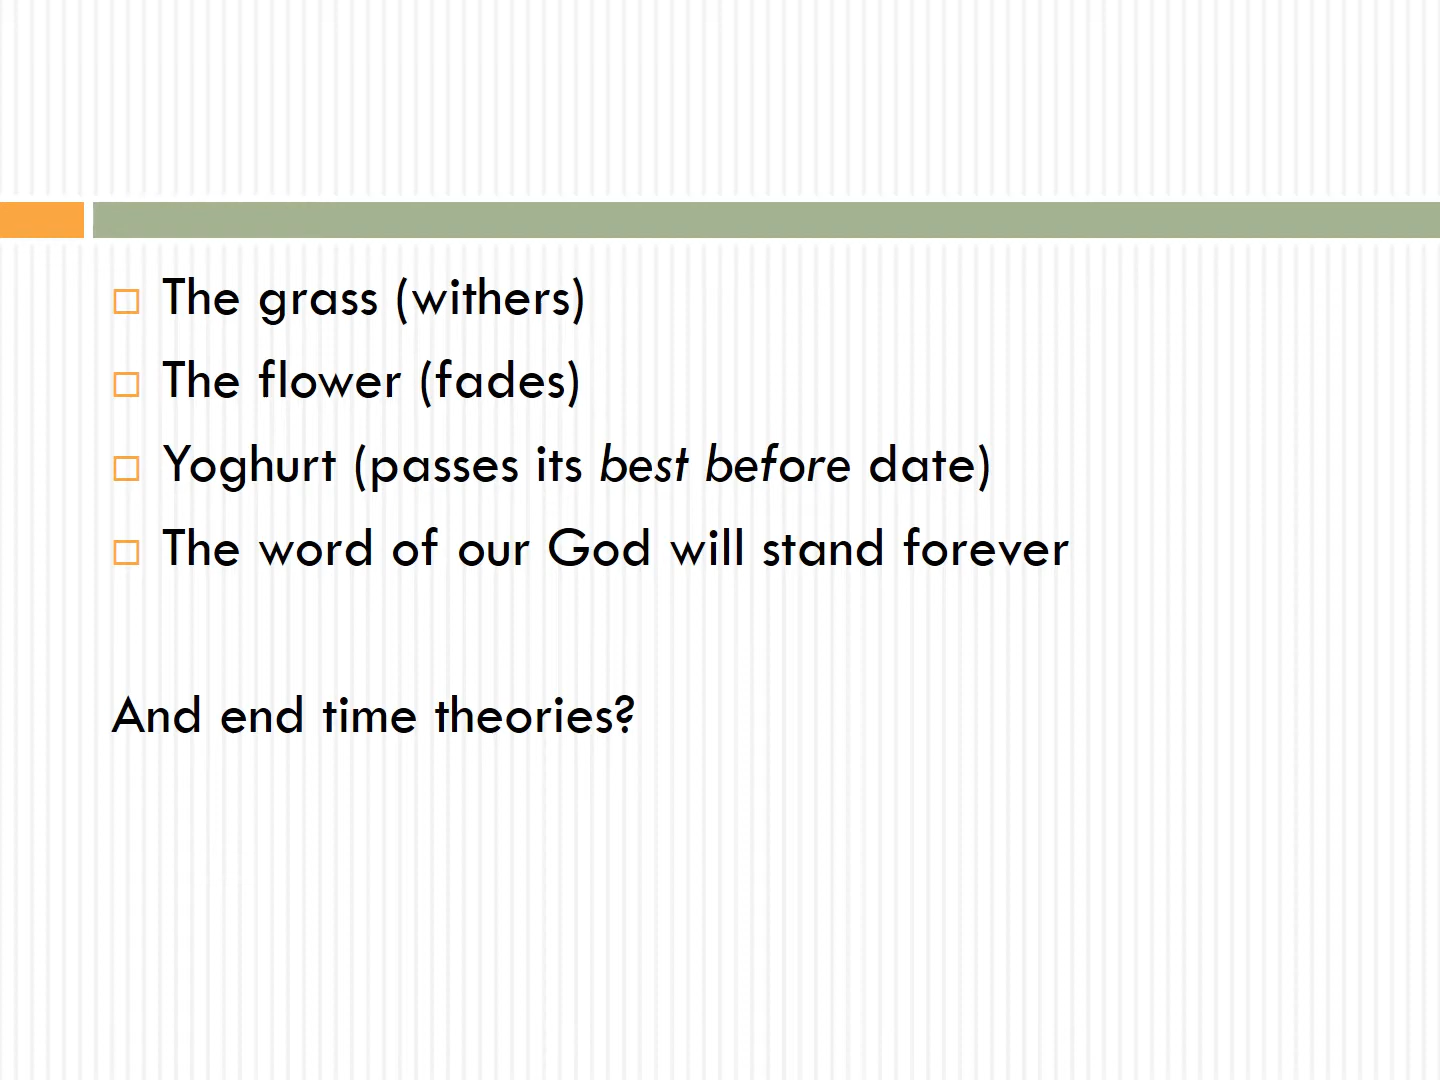 The grass (withers)
The flower (fades)
Yoghurt (passes its best before date)
The word of our God will stand forever
And end time theories?